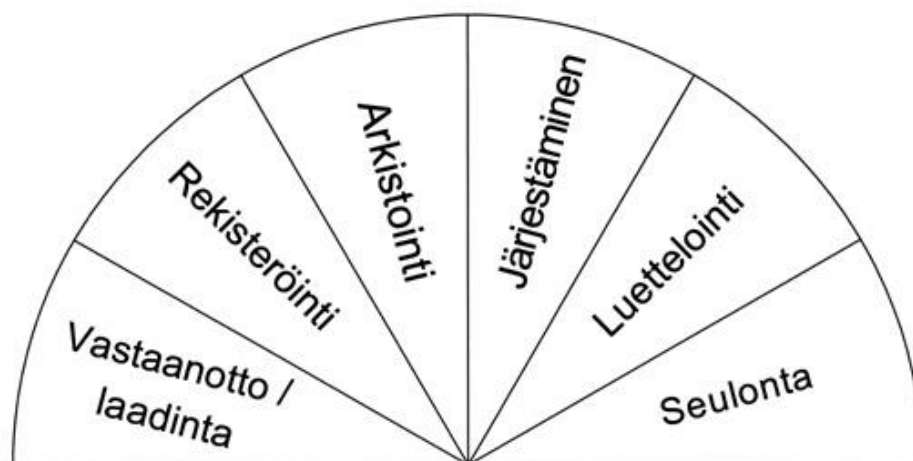 Vastaanotto /
laadinta
Rekisteröinti
Arkistointi
Järjestäminen
Luettelointi
Seulonta